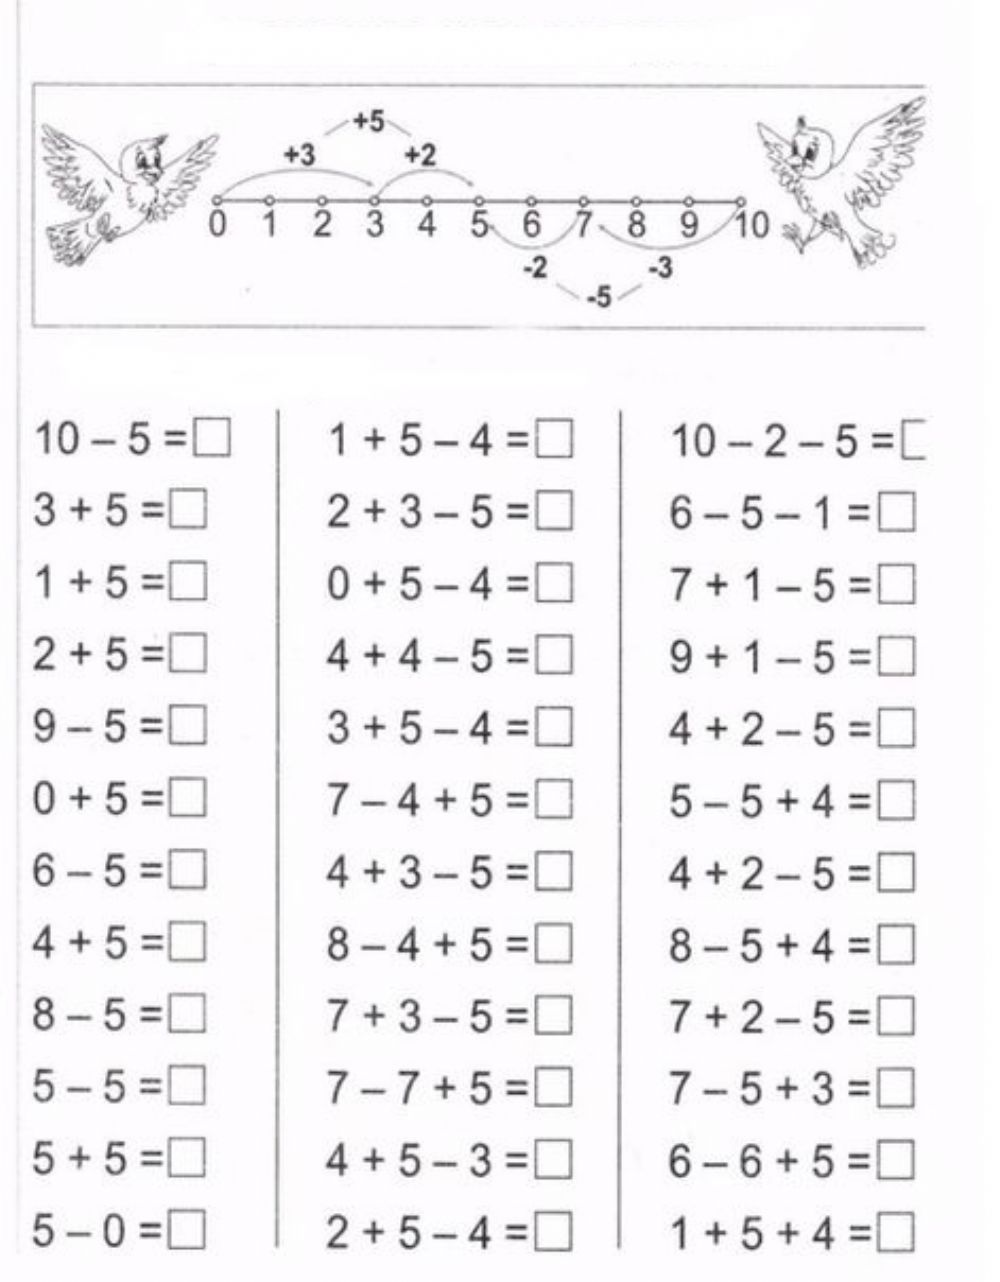 +5
+3 +2
0 1 2 3 4 5 6 7 8 9 10
-2 -3
-5
10 – 5 =
3 + 5 =
1 + 5 =
2 + 5 =
9 – 5 =
0 + 5 =
6 – 5 =
4 + 5 =
8 – 5 =
5 – 5 =
5 + 5 =
5 – 0 =
1 + 5 – 4 =
2 + 3 – 5 =
0 + 5 – 4 =
4 + 4 – 5 =
3 + 5 – 4 =
7 – 4 + 5 =
4 + 3 – 5 =
8 – 4 + 5 =
7 + 3 – 5 =
7 – 7 + 5 =
4 + 5 – 3 =
2 + 5 – 4 =
10 – 2 – 5 =
6 – 5 – 1 =
7 + 1 – 5 =
9 + 1 – 5 =
4 + 2 – 5 =
5 – 5 + 4 =
4 + 2 – 5 =
8 – 5 + 4 =
7 + 2 – 5 =
7 – 5 + 3 =
6 – 6 + 5 =
1 + 5 + 4 =